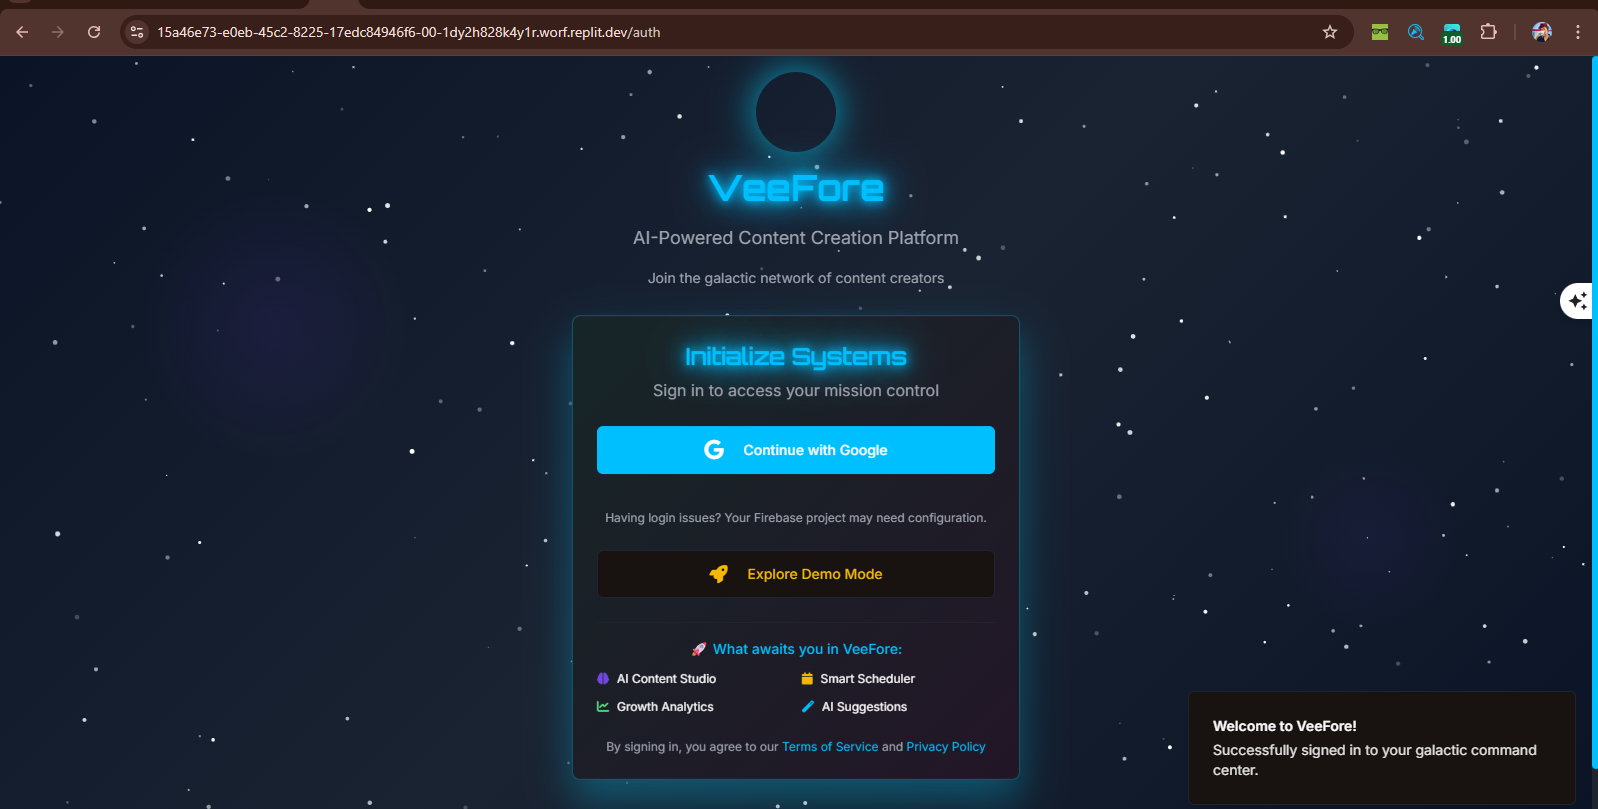 15a46e73-e0eb-45c2-8225-17edc84946f6-00-1dy2h828k4y1r.worf.replit.dev/auth
1.00
VeeFore
AI-Powered Content Creation Platform
Join the galactic network of content creators
Initialize Systems
Sign in to access your mission control
G Continue with Google
Having login issues? Your Firebase project may need configuration.
Explore Demo Mode
🚀 What awaits you in VeeFore:
AI Content Studio
Smart Scheduler
Growth Analytics
AI Suggestions
By signing in, you agree to our Terms of Service and Privacy Policy
Welcome to VeeFore!
Successfully signed in to your galactic command
center.